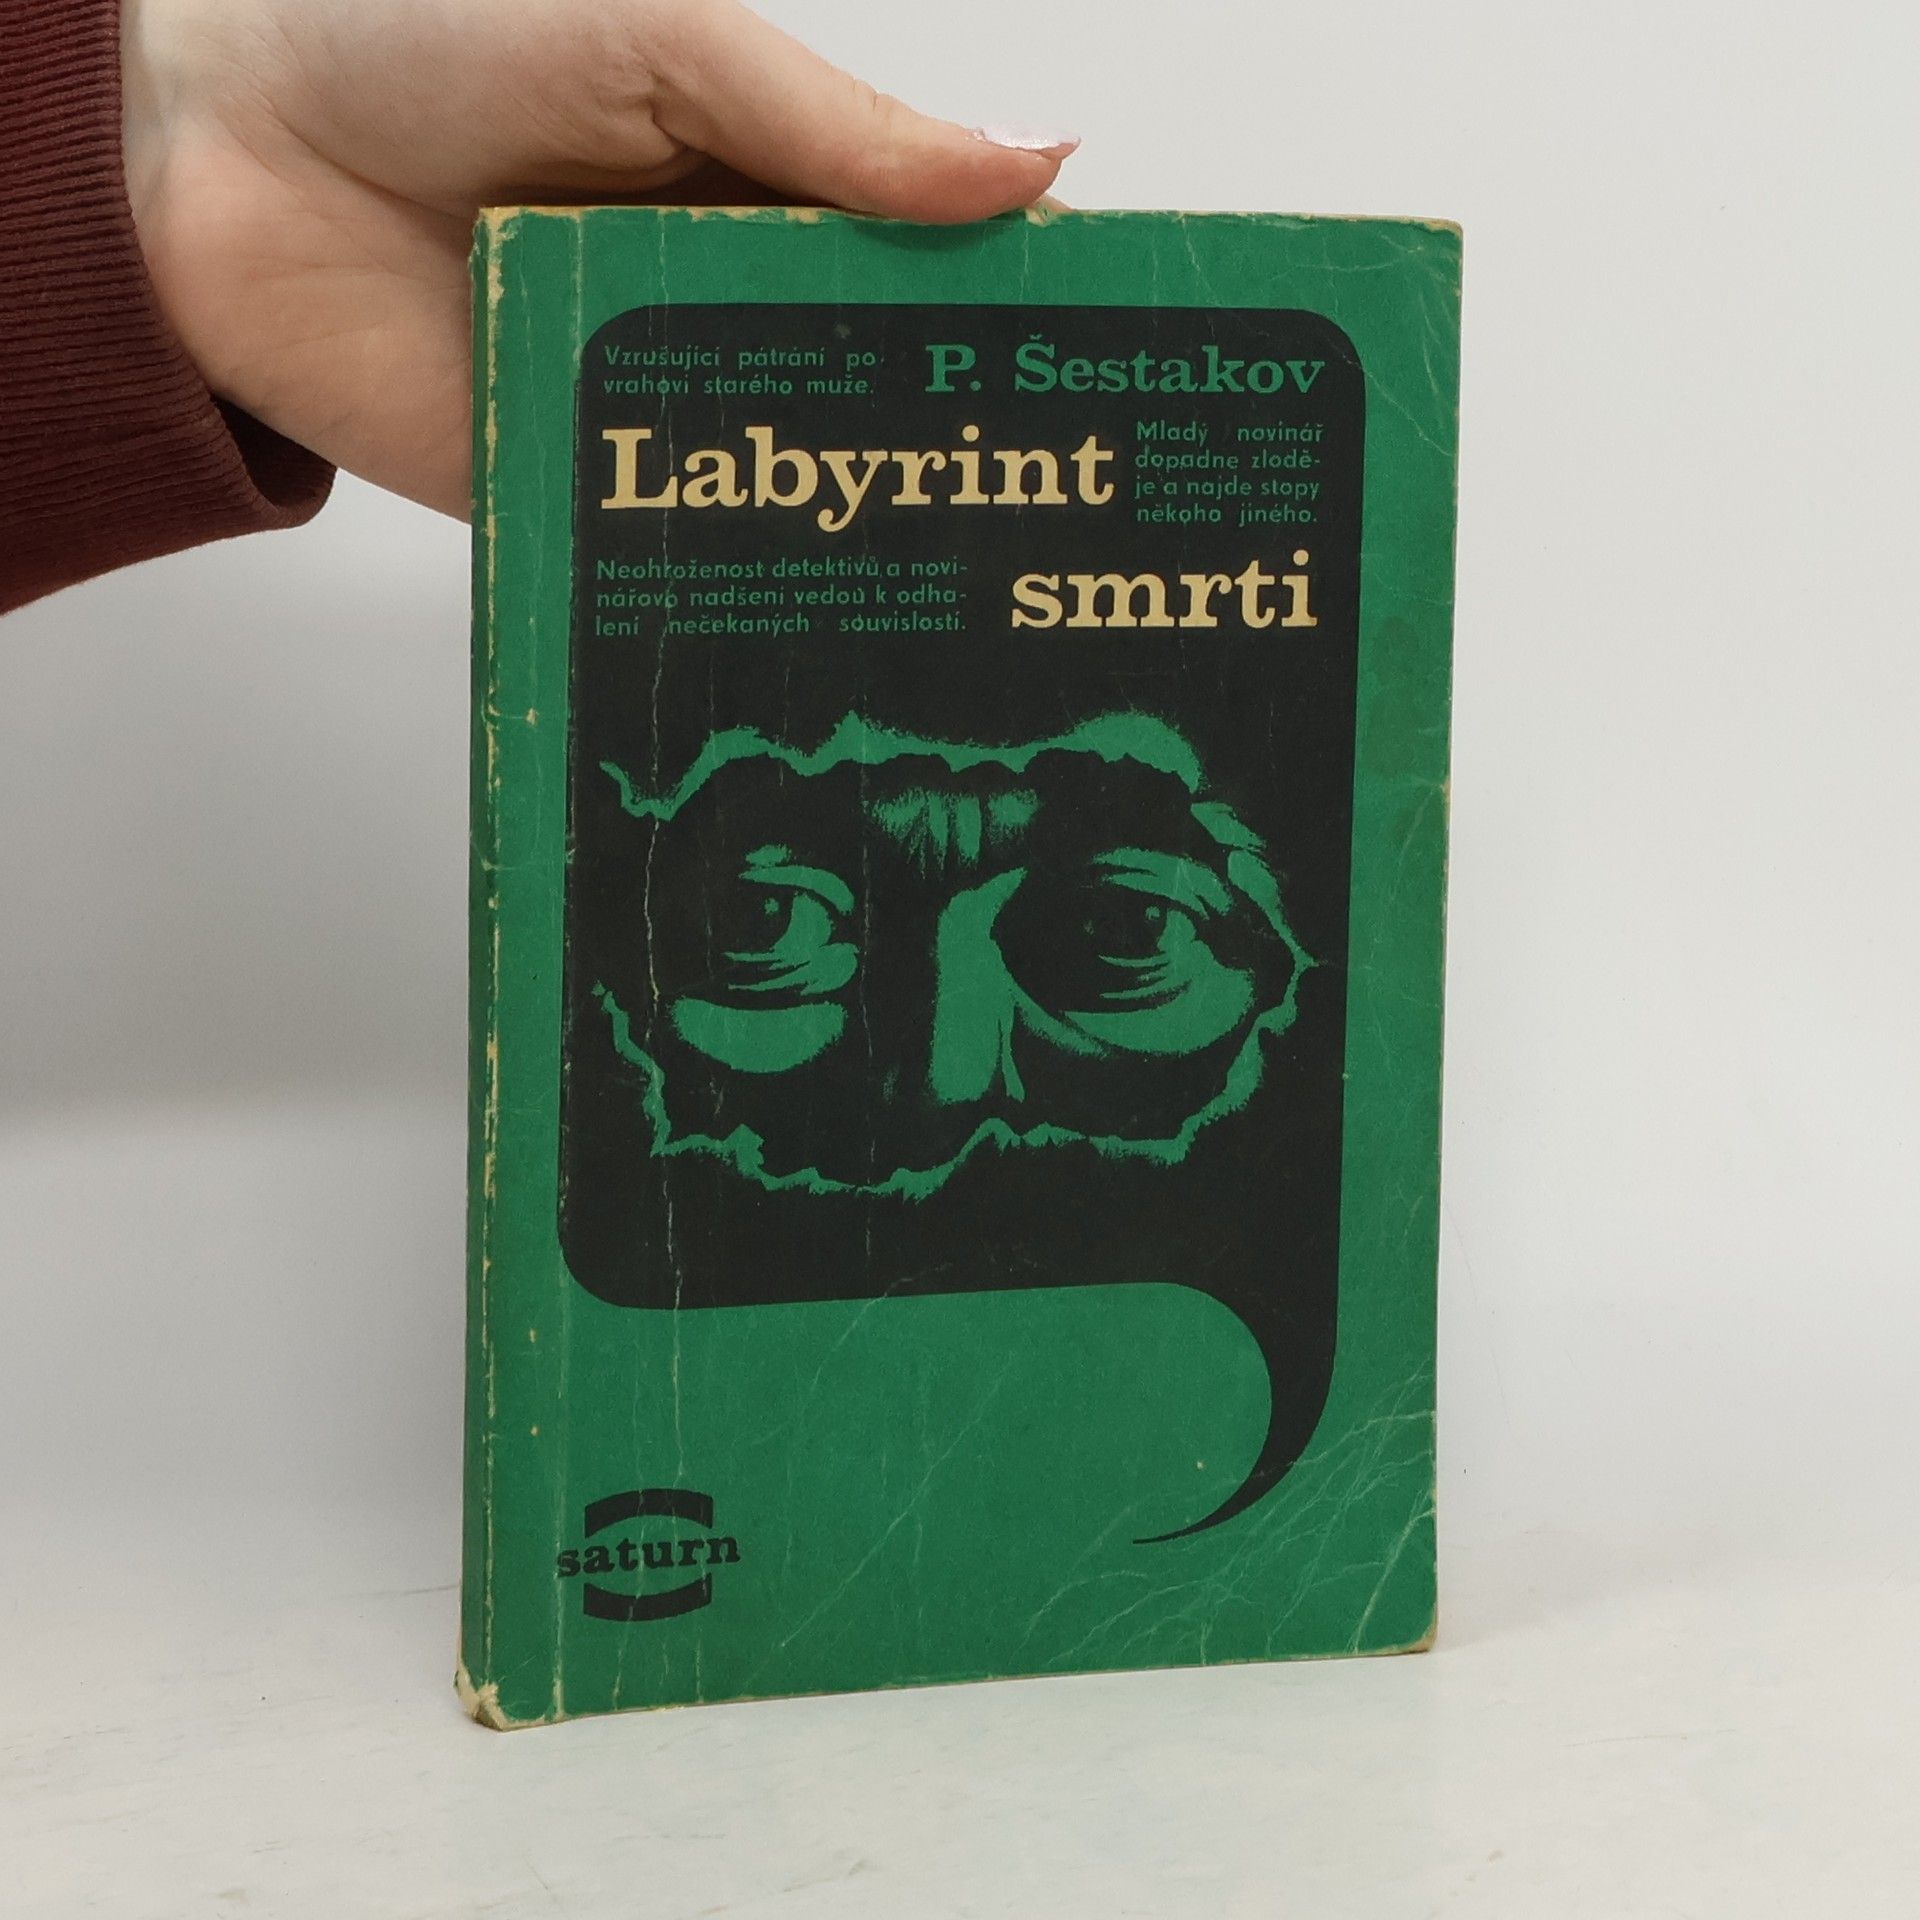 Vzrušující pátrání po
vrahovi starého muže.
P. Šestakov
Labyrint
Mladý novinář
dopadne zlodě-
je a najde stopy
někoho jiného.
Neohroženost detektivů a novi-
nářovo nadšení vedou k odha-
lení nečekaných souvislostí.
smrti
saturn